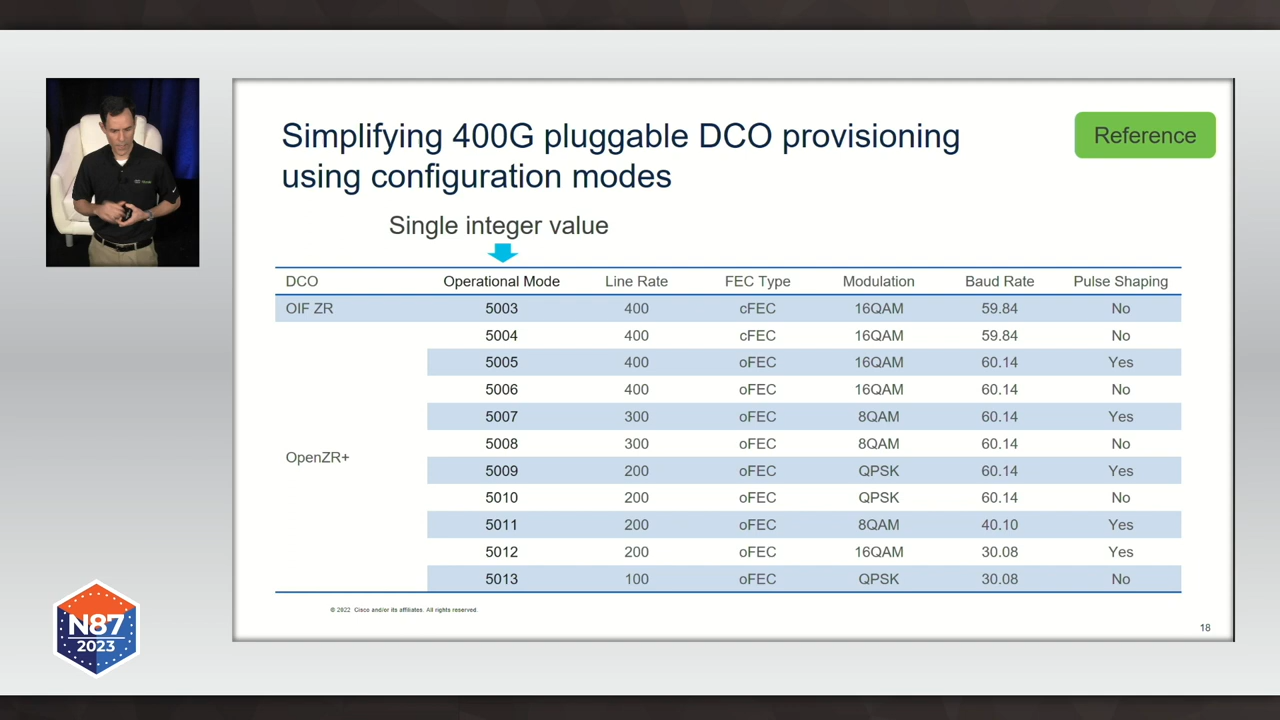 Simplifying 400G pluggable DCO provisioning
using configuration modes
Reference
Single integer value
DCO Operational Mode Line Rate FEC Type Modulation Baud Rate Pulse Shaping
OIF ZR 5003 400 cFEC 16QAM 59.84 No
5004 400 cFEC 16QAM 59.84 No
5005 400 oFEC 16QAM 60.14 Yes
5006 400 oFEC 16QAM 60.14 No
5007 300 oFEC 8QAM 60.14 Yes
5008 300 oFEC 8QAM 60.14 No
OpenZR+
5009 200 oFEC QPSK 60.14 Yes
5010 200 oFEC QPSK 60.14 No
5011 200 oFEC 8QAM 40.10 Yes
5012 200 oFEC 16QAM 30.08 Yes
5013 100 oFEC QPSK 30.08 No
© 2022 Cisco and/or its affiliates. All rights reserved.
18
N87
2023